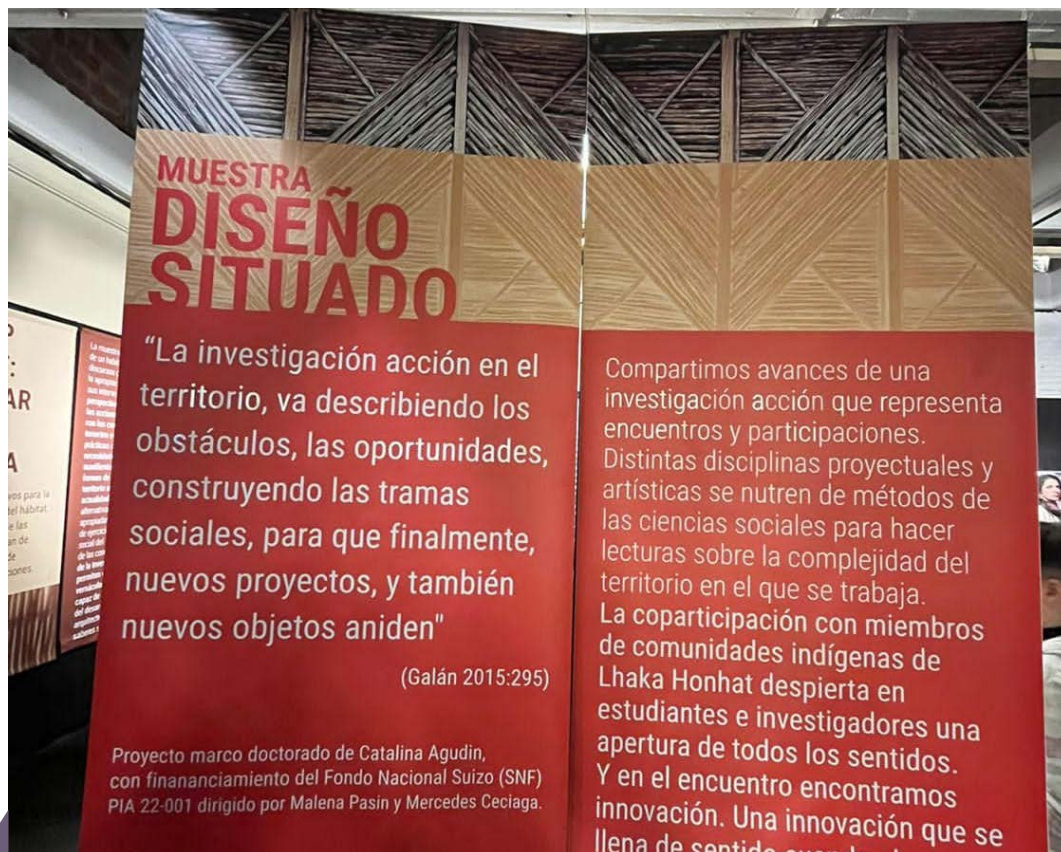 MUESTRA
DISEÑO
SITUADO
“La investigación acción en el
territorio, va describiendo los
obstáculos, las oportunidades,
construyendo las tramas
sociales, para que finalmente,
nuevos proyectos, y también
nuevos objetos aniden"
(Galán 2015:295)
Proyecto marco doctorado de Catalina Agudin,
con finananciamiento del Fondo Nacional Suizo (SNF)
PIA 22-001 dirigido por Malena Pasin y Mercedes Ceciaga.
Compartimos avances de una
investigación acción que representa
encuentros y participaciones.
Distintas disciplinas proyectuales y
artísticas se nutren de métodos de
las ciencias sociales para hacer
lecturas sobre la complejidad del
territorio en el que se trabaja.
La coparticipación con miembros
de comunidades indígenas de
Lhaka Honhat despierta en
estudiantes e investigadores una
apertura de todos los sentidos.
Y en el encuentro encontramos
innovación. Una innovación que se
llena de sentido